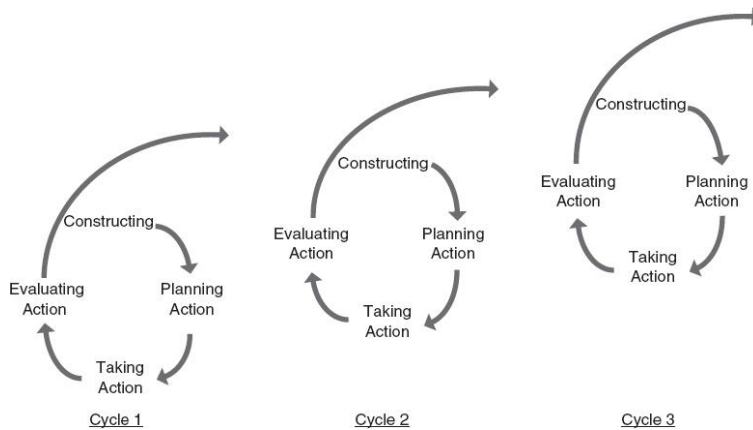 Constructing
Evaluating
Action
Planning
Action
Taking
Action
Cycle 1
Constructing
Evaluating
Action
Planning
Action
Taking
Action
Cycle 2
Constructing
Evaluating
Action
Planning
Action
Taking
Action
Cycle 3